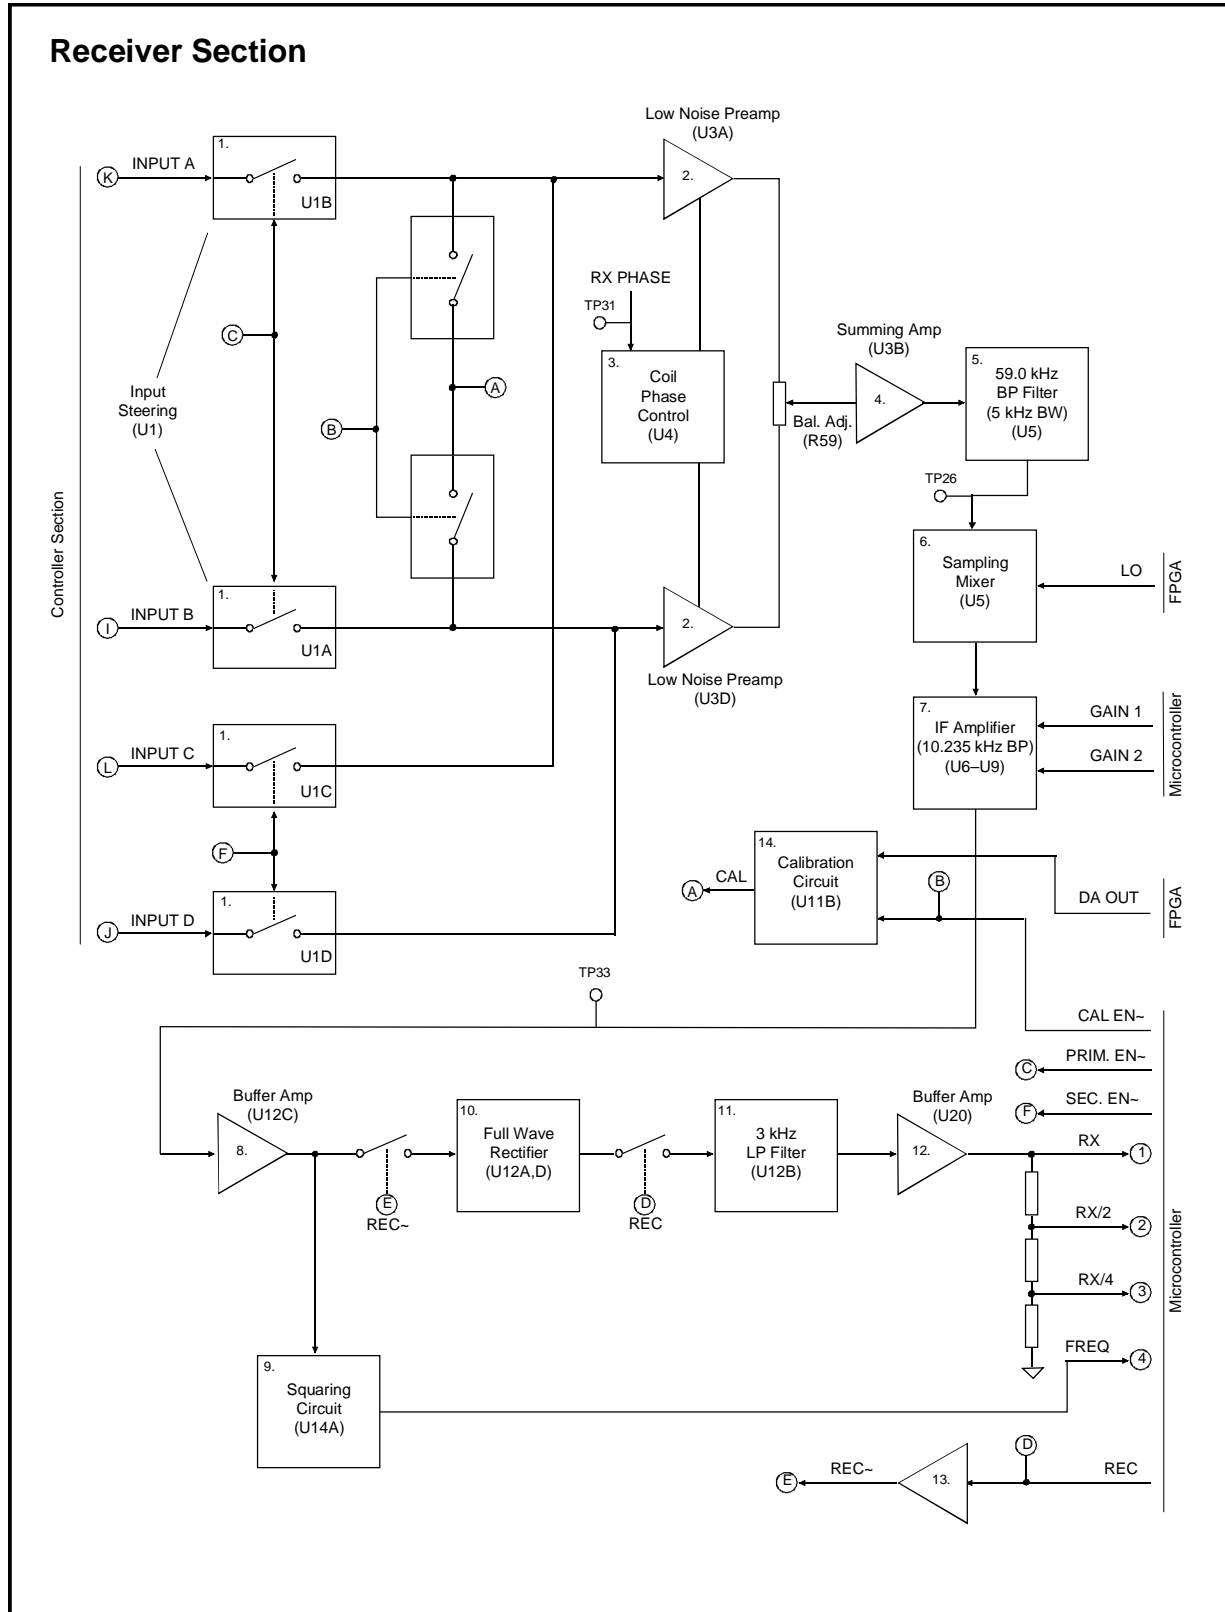 Receiver Section
Low Noise Preamp
(U3A)
1.
INPUT A
K
U1B
2.
RX PHASE
TP31
C
3.
Coil
Phase
Control
(U4)
Summing Amp
(U3B)
5.
59.0 kHz
BP Filter
(5 kHz BW)
(U5)
A
Input
Steering
(U1)
B
4.
Bal. Adj.
(R59)
TP26
Controller Section
6.
Sampling
Mixer
(U5)
LO
FPGA
1.
INPUT B
I
U1A
2.
Low Noise Preamp
(U3D)
1.
INPUT C
L
U1C
7.
IF Amplifier
(10.235 kHz BP)
(U6–U9)
GAIN 1
GAIN 2
Microcontroller
F
14.
Calibration
Circuit
(U11B)
CAL
A
B
DA OUT
FPGA
1.
INPUT D
J
U1D
TP33
CAL EN~
PRIM. EN~
C
SEC. EN~
F
Buffer Amp
(U12C)
8.
10.
Full Wave
Rectifier
(U12A,D)
11.
3 kHz
LP Filter
(U12B)
Buffer Amp
(U20)
12.
RX
1
E
REC~
D
REC
RX/2
2
RX/4
3
Microcontroller
FREQ
4
9.
Squaring
Circuit
(U14A)
E
REC~
13.
D
REC